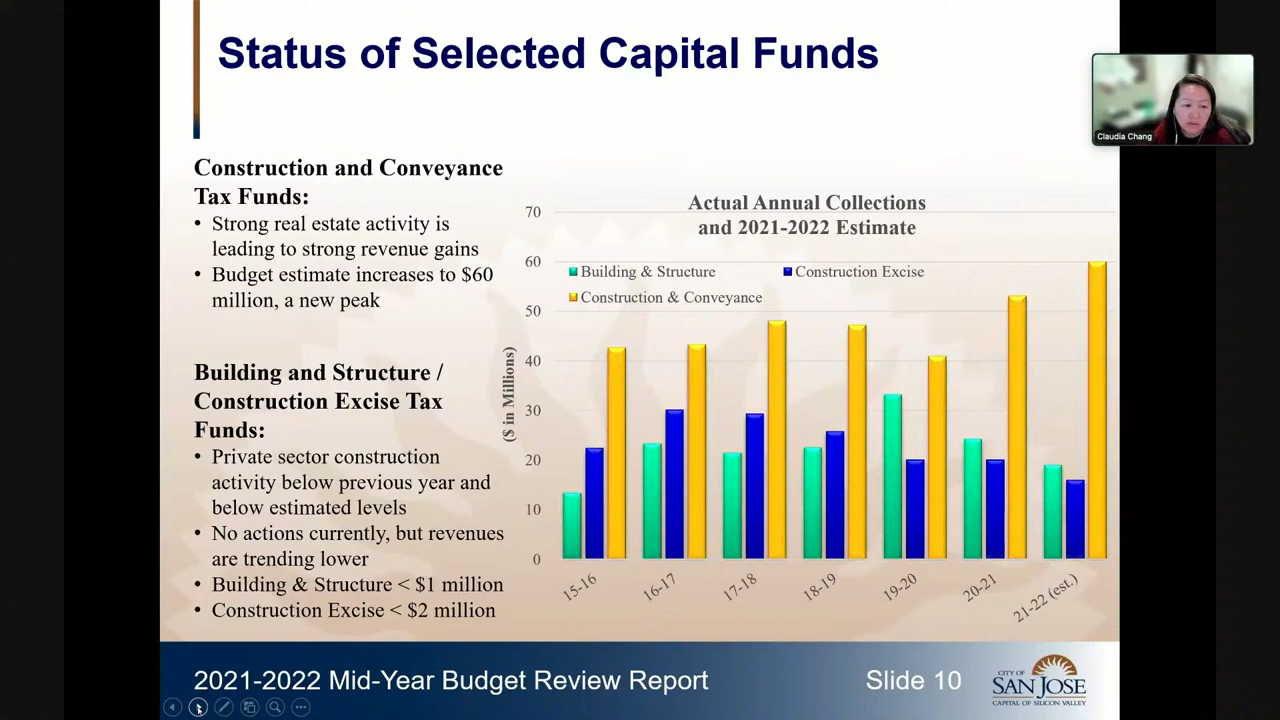 Status of Selected Capital Funds
Claudia Chang
Construction and Conveyance
Tax Funds:
• Strong real estate activity is
leading to strong revenue gains
• Budget estimate increases to $60
million, a new peak
Building and Structure /
Construction Excise Tax
Funds:
• Private sector construction
activity below previous year and
below estimated levels
• No actions currently, but revenues
are trending lower
• Building & Structure < $1 million
• Construction Excise < $2 million
Actual Annual Collections
and 2021-2022 Estimate
Building & Structure
Construction Excise
Construction & Conveyance
($ in Millions)
70
60
50
40
30
20
10
0
15-16
16-17
17-18
18-19
19-20
20-21
21-22 (est.)
2021-2022 Mid-Year Budget Review Report
Slide 10
CITY OF
SAN JOSE
CAPITAL OF SILICON VALLEY